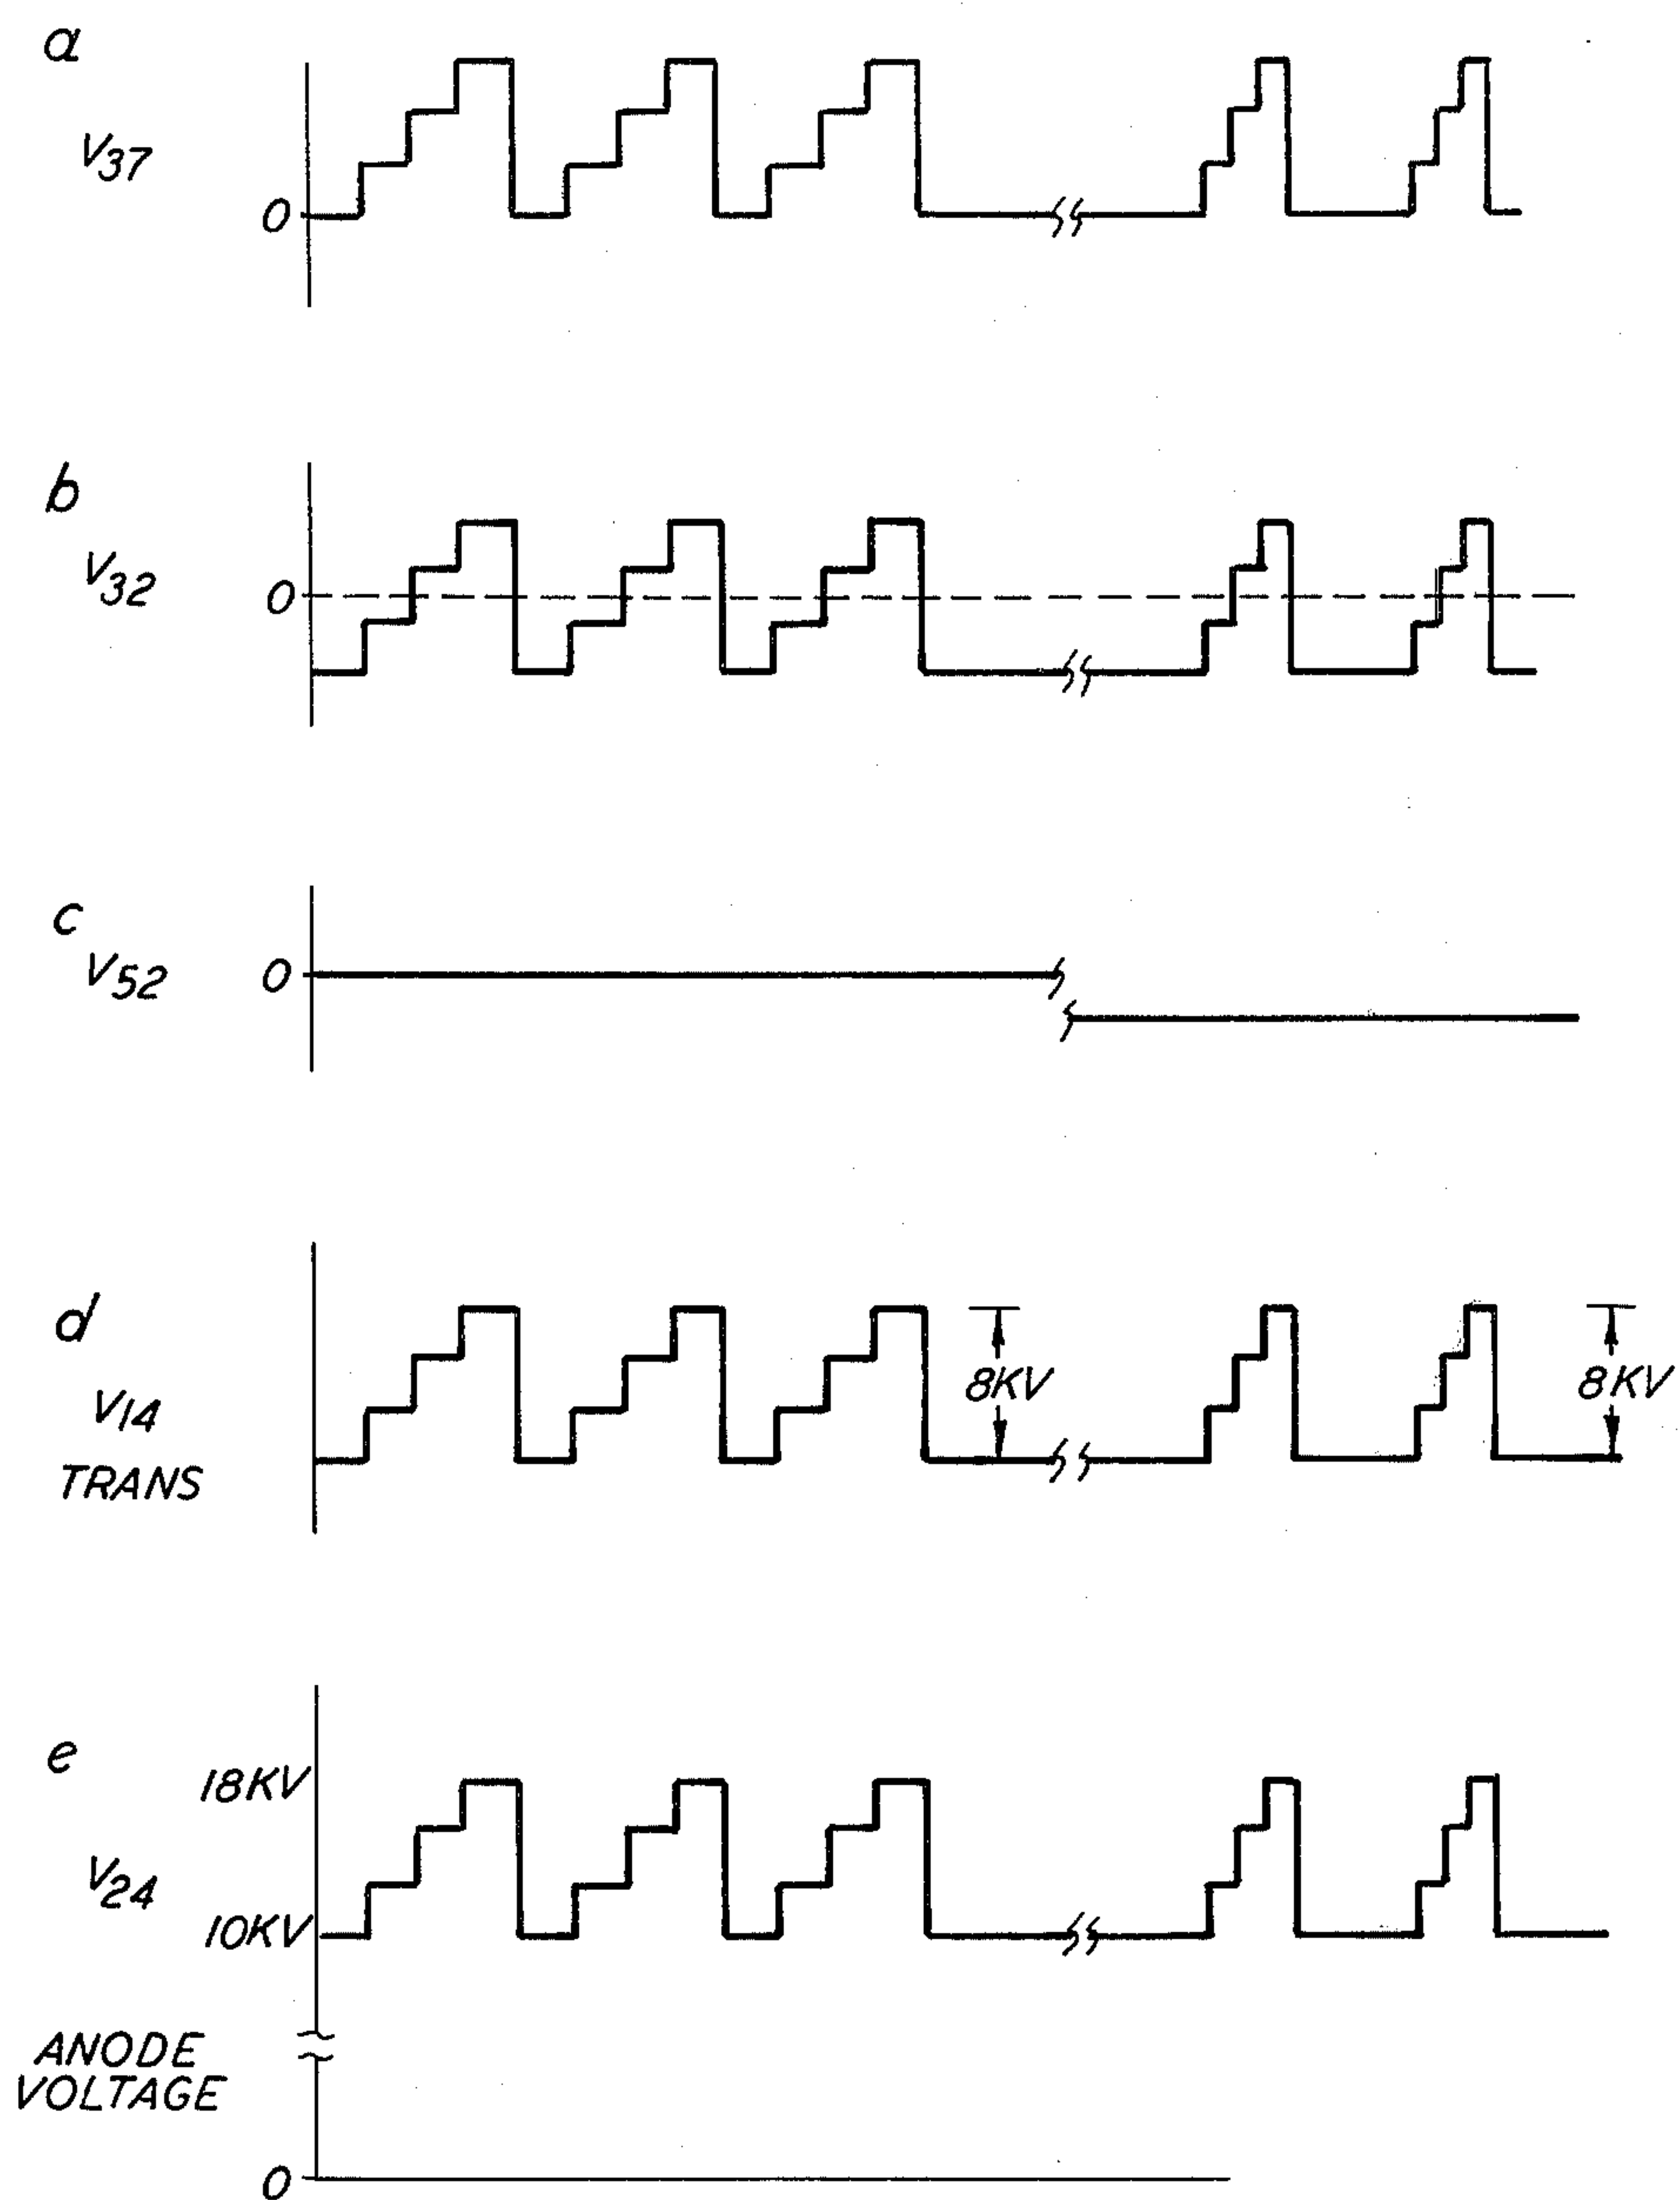 a
V37
0
b
V32
0
c
V52
0
d
V14
TRANS
8KV
8KV
e
18KV
V24
10KV
ANODE
VOLTAGE
0